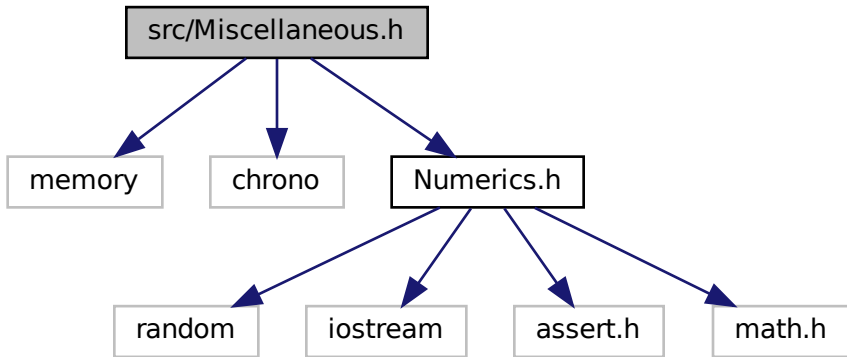 src/Miscellaneous.h
memory
chrono
Numerics.h
random
iostream
assert.h
math.h